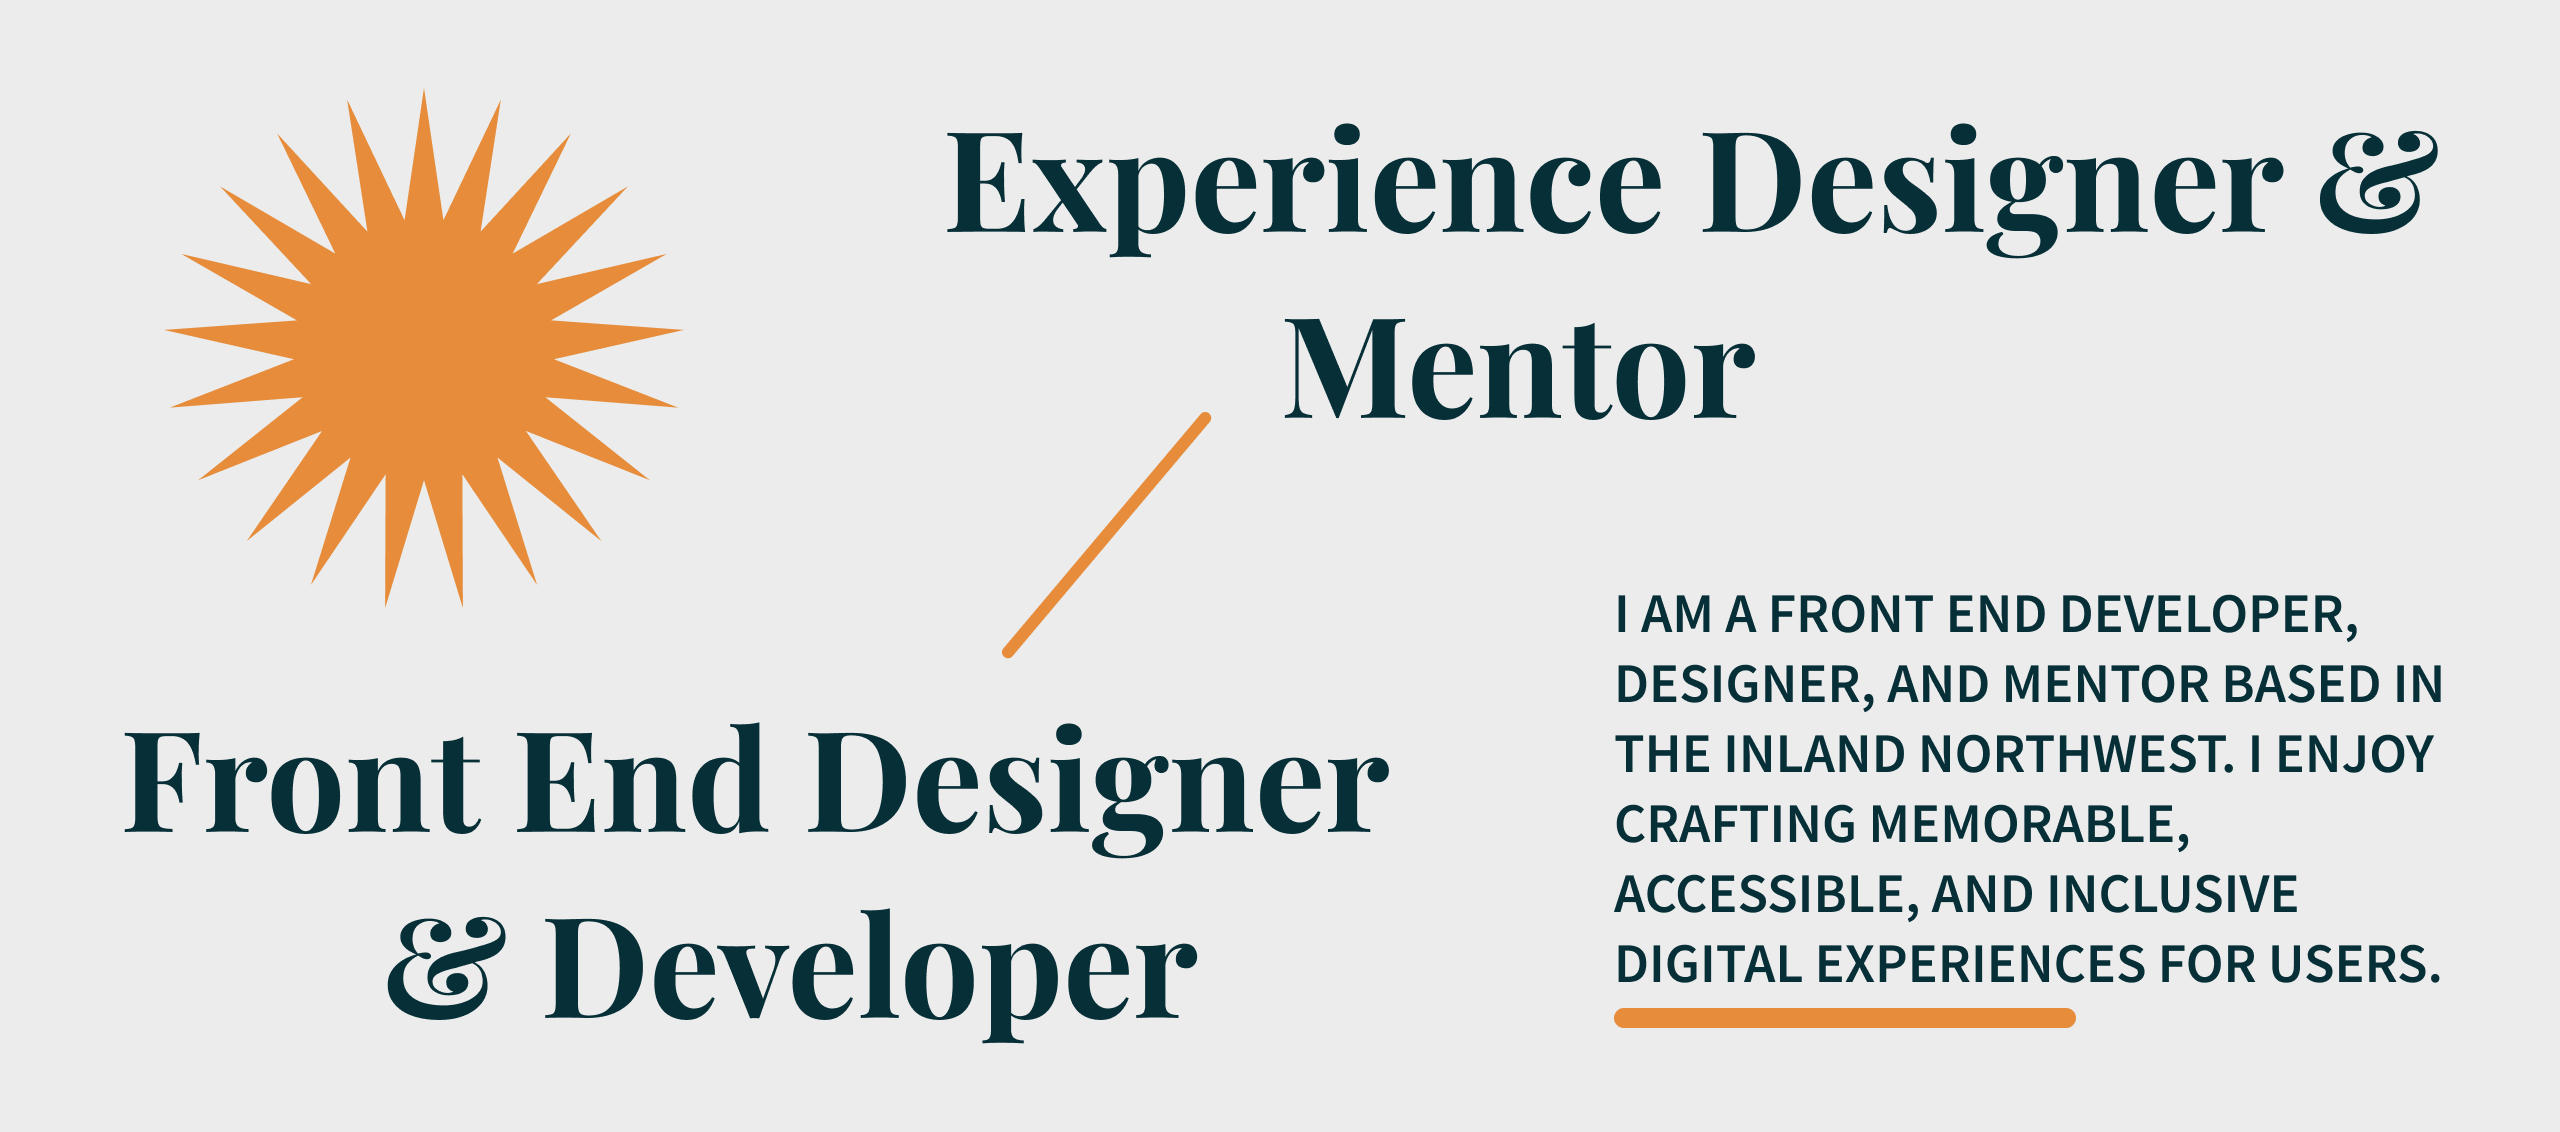 Experience Designer &
Mentor
Front End Designer
& Developer
I AM A FRONT END DEVELOPER,
DESIGNER, AND MENTOR BASED IN
THE INLAND NORTHWEST. I ENJOY
CRAFTING MEMORABLE,
ACCESSIBLE, AND INCLUSIVE
DIGITAL EXPERIENCES FOR USERS.